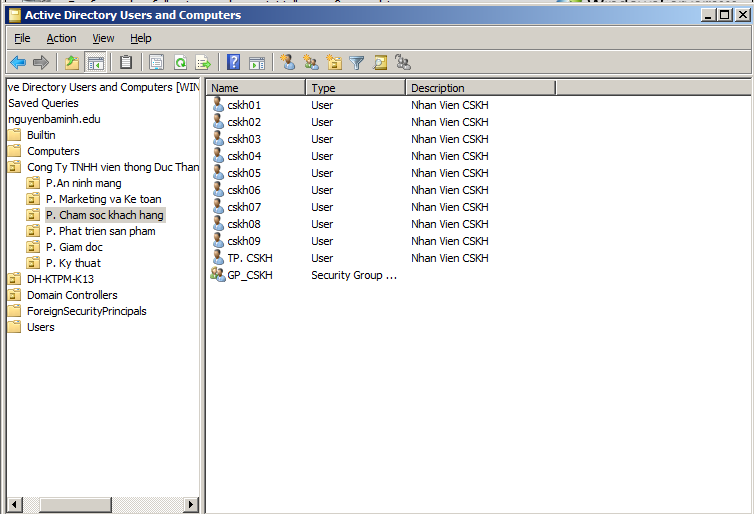 Active Directory Users and Computers
File Action View Help
ve Directory Users and Computers [WIN
Saved Queries
nguyenbaminh.edu
Builtin
Computers
Cong Ty TNHH vien thong Duc Than
P.An ninh mang
P. Marketing va Ke toan
P. Cham soc khach hang
P. Phat trien san pham
P. Giam doc
P. Ky thuat
DH-KTPM-K13
Domain Controllers
ForeignSecurityPrincipals
Users
Name Type Description
cskh01 User Nhan Vien CSKH
cskh02 User Nhan Vien CSKH
cskh03 User Nhan Vien CSKH
cskh04 User Nhan Vien CSKH
cskh05 User Nhan Vien CSKH
cskh06 User Nhan Vien CSKH
cskh07 User Nhan Vien CSKH
cskh08 User Nhan Vien CSKH
cskh09 User Nhan Vien CSKH
TP. CSKH User Nhan Vien CSKH
GP_CSKH Security Group ...